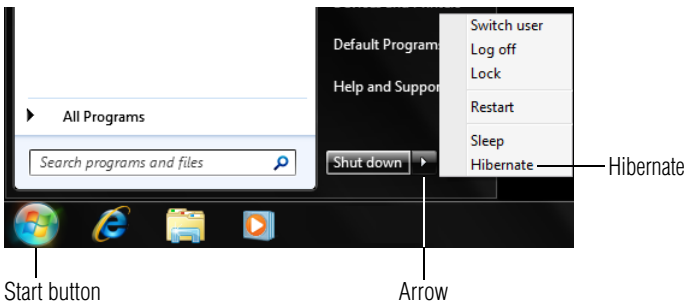 Switch user
Default Programs
Log off
Lock
Help and Suppor
Restart
All Programs
Sleep
Search programs and files
Shut down
Hibernate
Hibernate
Start button
Arrow